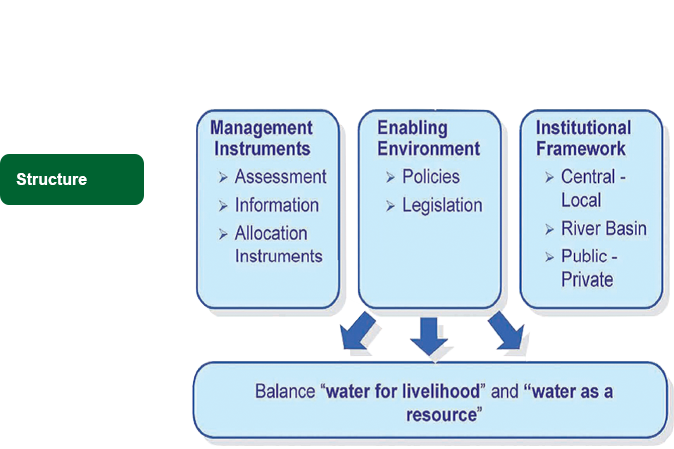 Structure
Management
Instruments
➢ Assessment
➢ Information
➢ Allocation
Instruments
Enabling
Environment
➢ Policies
➢ Legislation
Institutional
Framework
➢ Central -
Local
➢ River Basin
➢ Public -
Private
Balance “water for livelihood” and “water as a
resource”